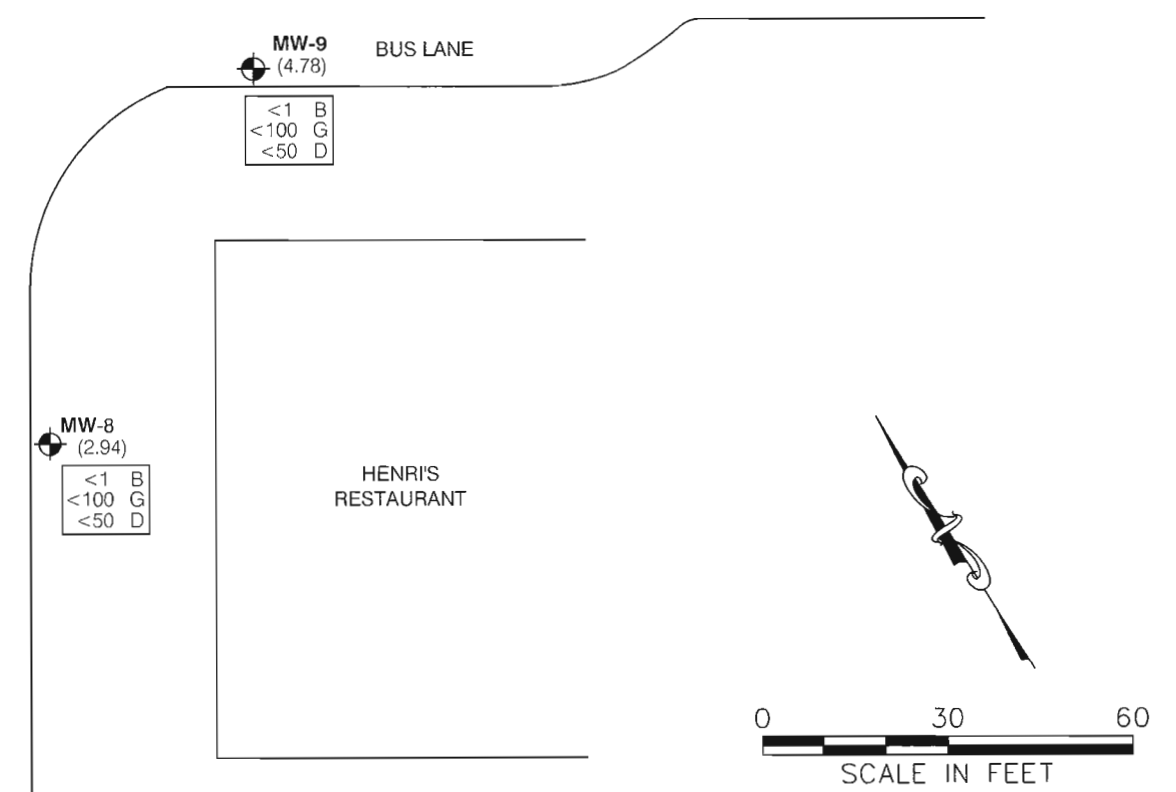 MW-9
(4.78)
BUS LANE
<1 B
<100 G
<50 D
MW-8
(2.94)
<1 B
<100 G
<50 D
HENRI'S
RESTAURANT
0 30 60
SCALE IN FEET